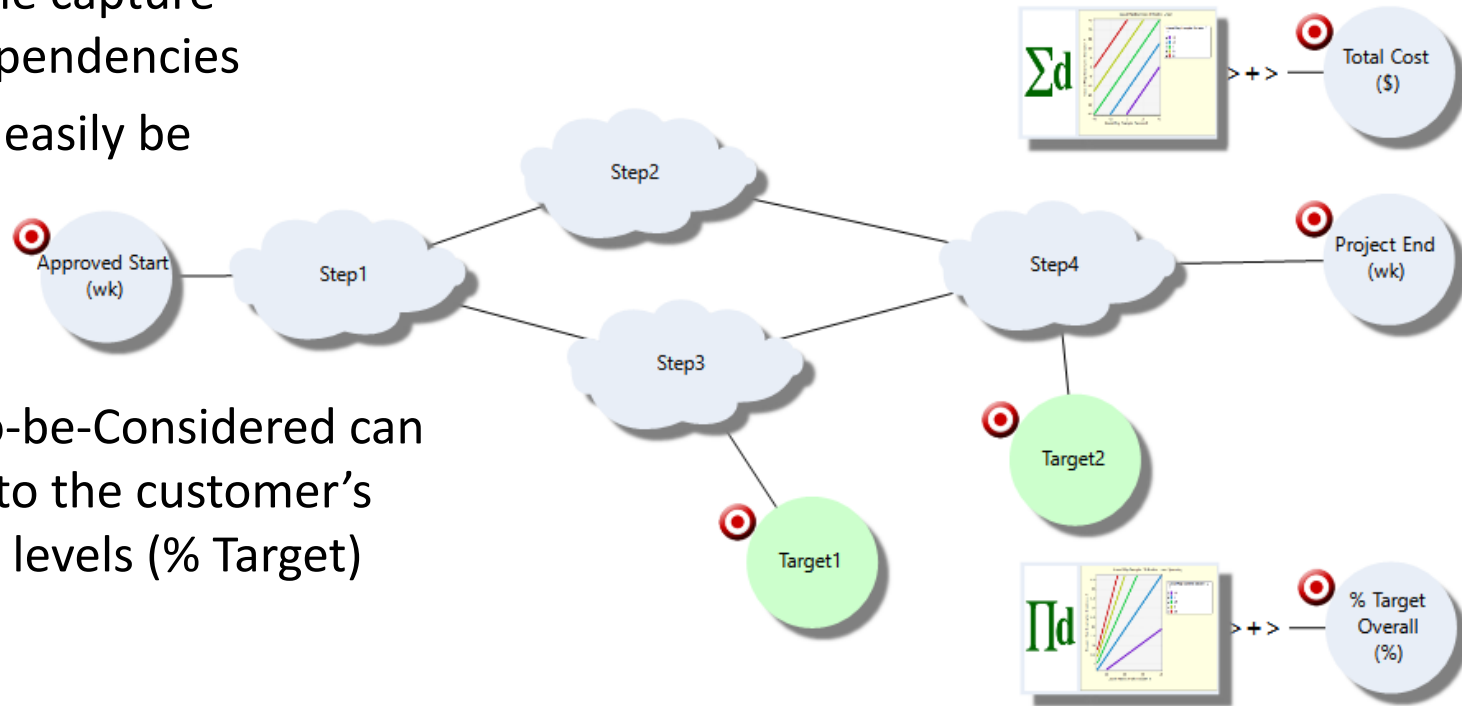 ne capture
pendencies
easily be
Σd
> + >
Total Cost
($)
Step2
Approved Start
(wk)
Step1
Step4
Project End
(wk)
Step3
-be-Considered can
to the customer’s
levels (% Target)
Target2
Target1
∏d
> + >
% Target
Overall
(%)